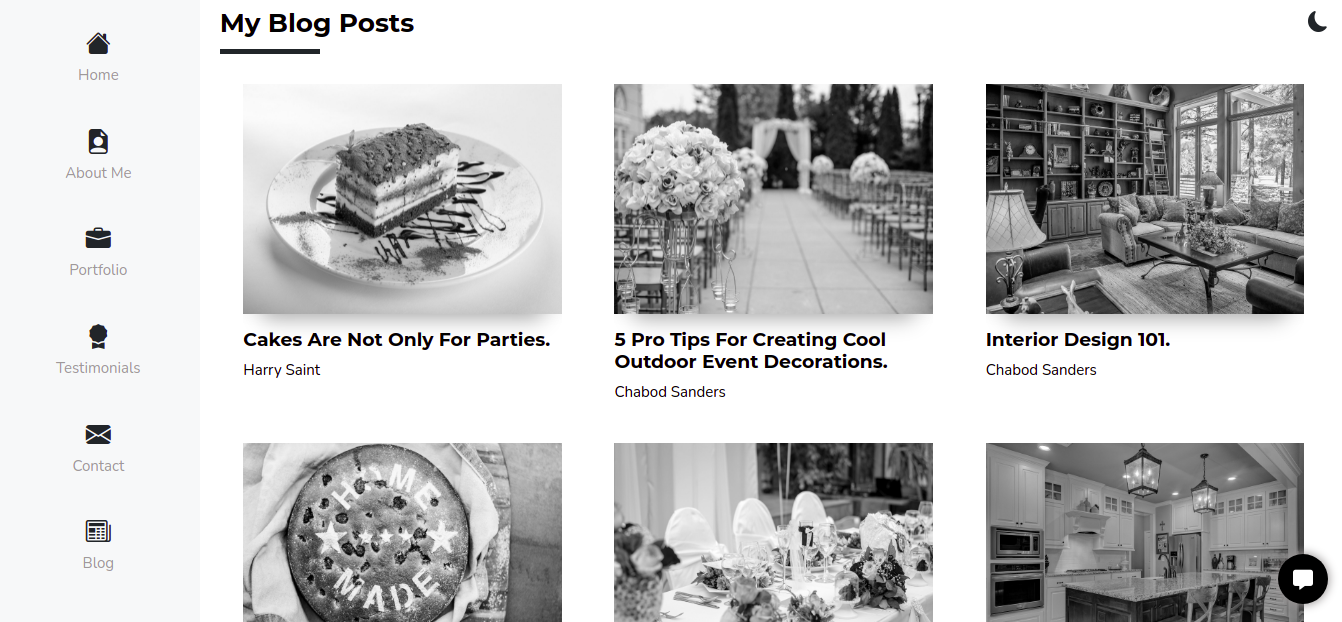 My Blog Posts
Home
About Me
Portfolio
Testimonials
Contact
Blog
Cakes Are Not Only For Parties.
Harry Saint
5 Pro Tips For Creating Cool
Outdoor Event Decorations.
Chabod Sanders
Interior Design 101.
Chabod Sanders
HOME
MADE